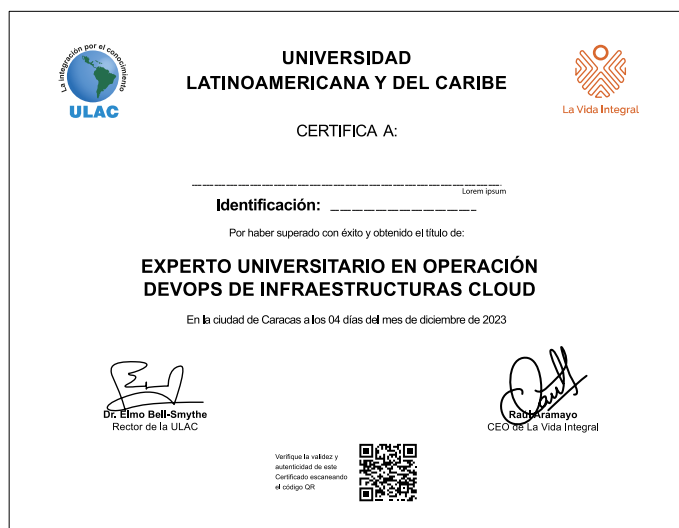 La integración por el conocimiento
ULAC
UNIVERSIDAD
LATINOAMERICANA Y DEL CARIBE
La Vida Integral
CERTIFICA A:
Lorem ipsum
Identificación:
Por haber superado con éxito y obtenido el título de:
EXPERTO UNIVERSITARIO EN OPERACIÓN
DEVOPS DE INFRAESTRUCTURAS CLOUD
En la ciudad de Caracas a los 04 días del mes de diciembre de 2023
Dr. Elmo Bell-Smythe
Rector de la ULAC
Raúl Aramayo
CEO de La Vida Integral
Verifique la validez y
autenticidad de este
Certificado escaneando
el código QR